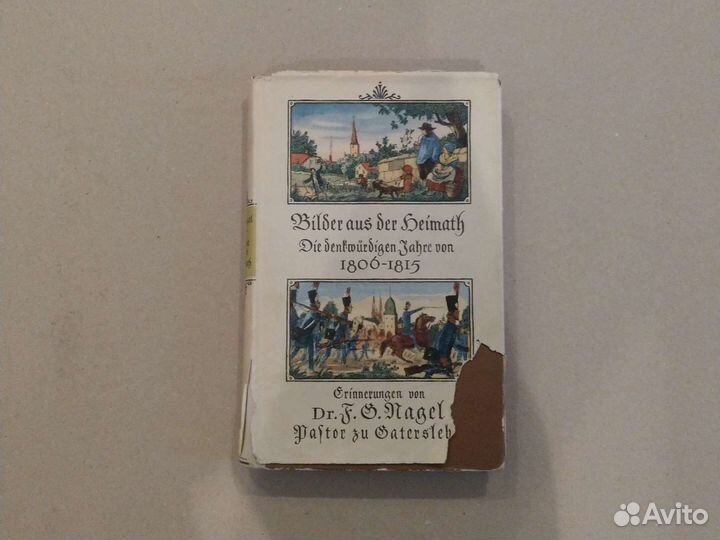 Bilder aus der Heimath
Die denkwürdigen Jahre von
1806-1815
Erinnerungen von
Dr. F. G. Nagel
Pastor zu Gatersleb
Avito